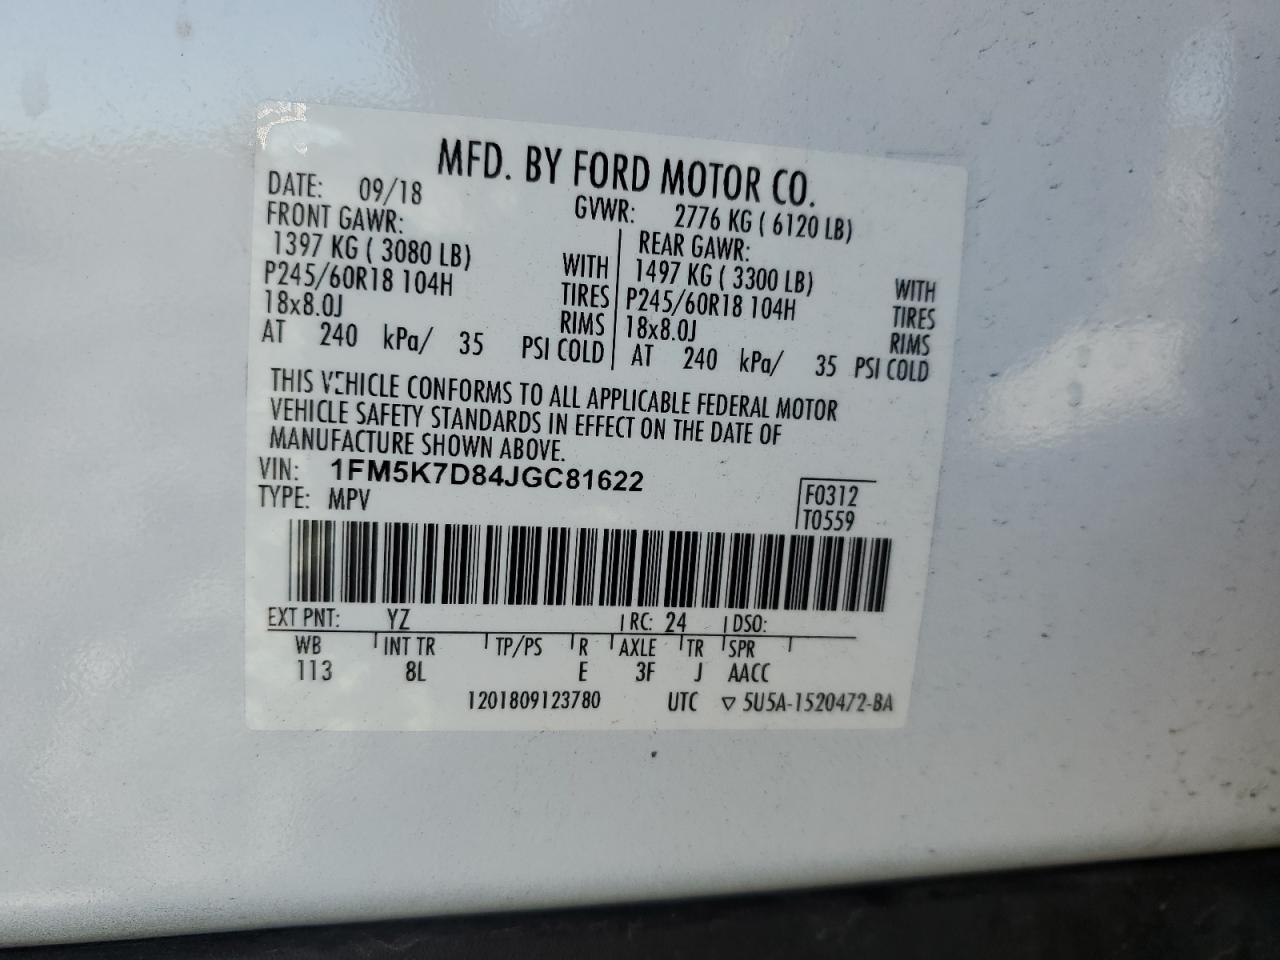 MFD. BY FORD MOTOR CO.
DATE: 09/18 GVWR: 2776 KG ( 6120 LB)
FRONT GAWR:
1397 KG ( 3080 LB) WITH
P245/60R18 104H TIRES
18x8.0J RIMS
AT 240 kPa/ 35 PSI COLD
REAR GAWR:
1497 KG ( 3300 LB) WITH
P245/60R18 104H TIRES
18x8.0J RIMS
AT 240 kPa/ 35 PSI COLD
THIS VEHICLE CONFORMS TO ALL APPLICABLE FEDERAL MOTOR
VEHICLE SAFETY STANDARDS IN EFFECT ON THE DATE OF
MANUFACTURE SHOWN ABOVE.
VIN: 1FM5K7D84JGC81622
TYPE: MPV
F0312
T0559
EXT PNT: YZ RC: 24 DSO:
WB INT TR TP/PS R AXLE TR SPR
113 8L E 3F J AACC
1201809123780 UTC ▽ 5U5A-1520472-BA